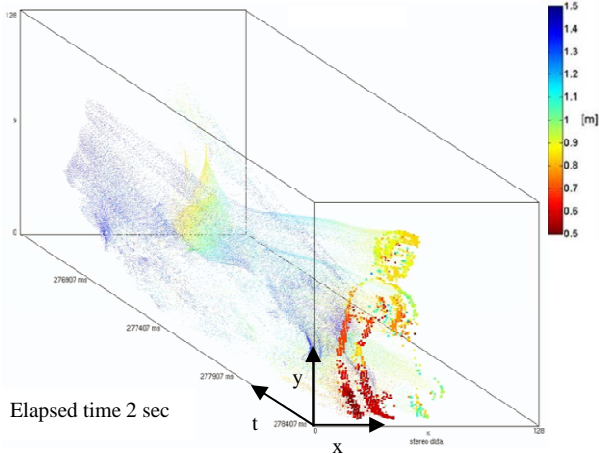 128
y
0
276907 ms
277407 ms
277907 ms
278407 ms
0
x
stereo data
128
1.5
1.4
1.3
1.2
1.1
1
[m]
0.9
0.8
0.7
0.6
0.5
y
t
x
Elapsed time 2 sec